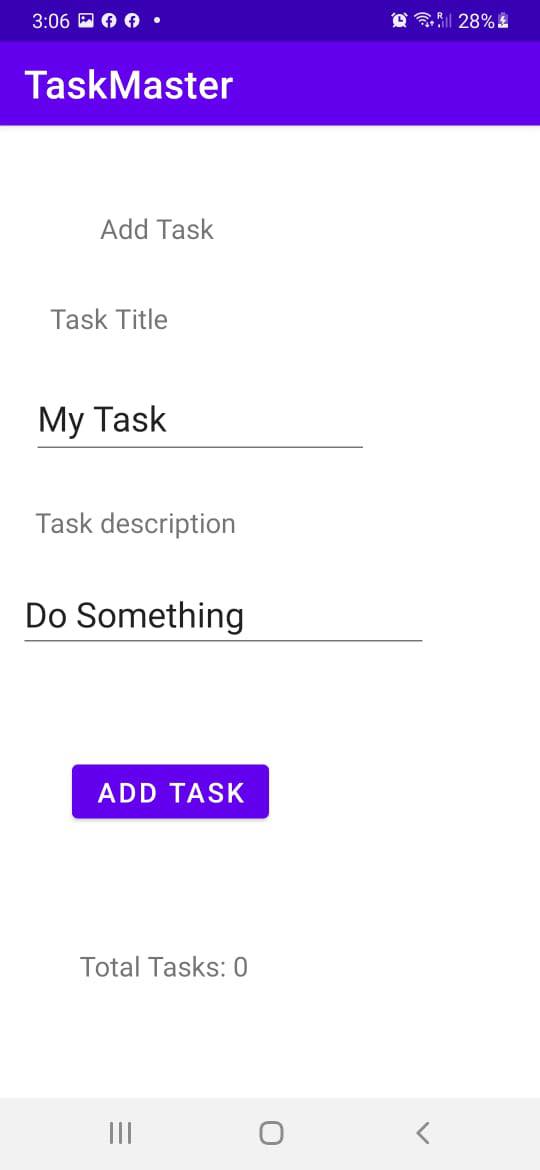 3:06 28%
TaskMaster
Add Task
Task Title
My Task
Task description
Do Something
ADD TASK
Total Tasks: 0